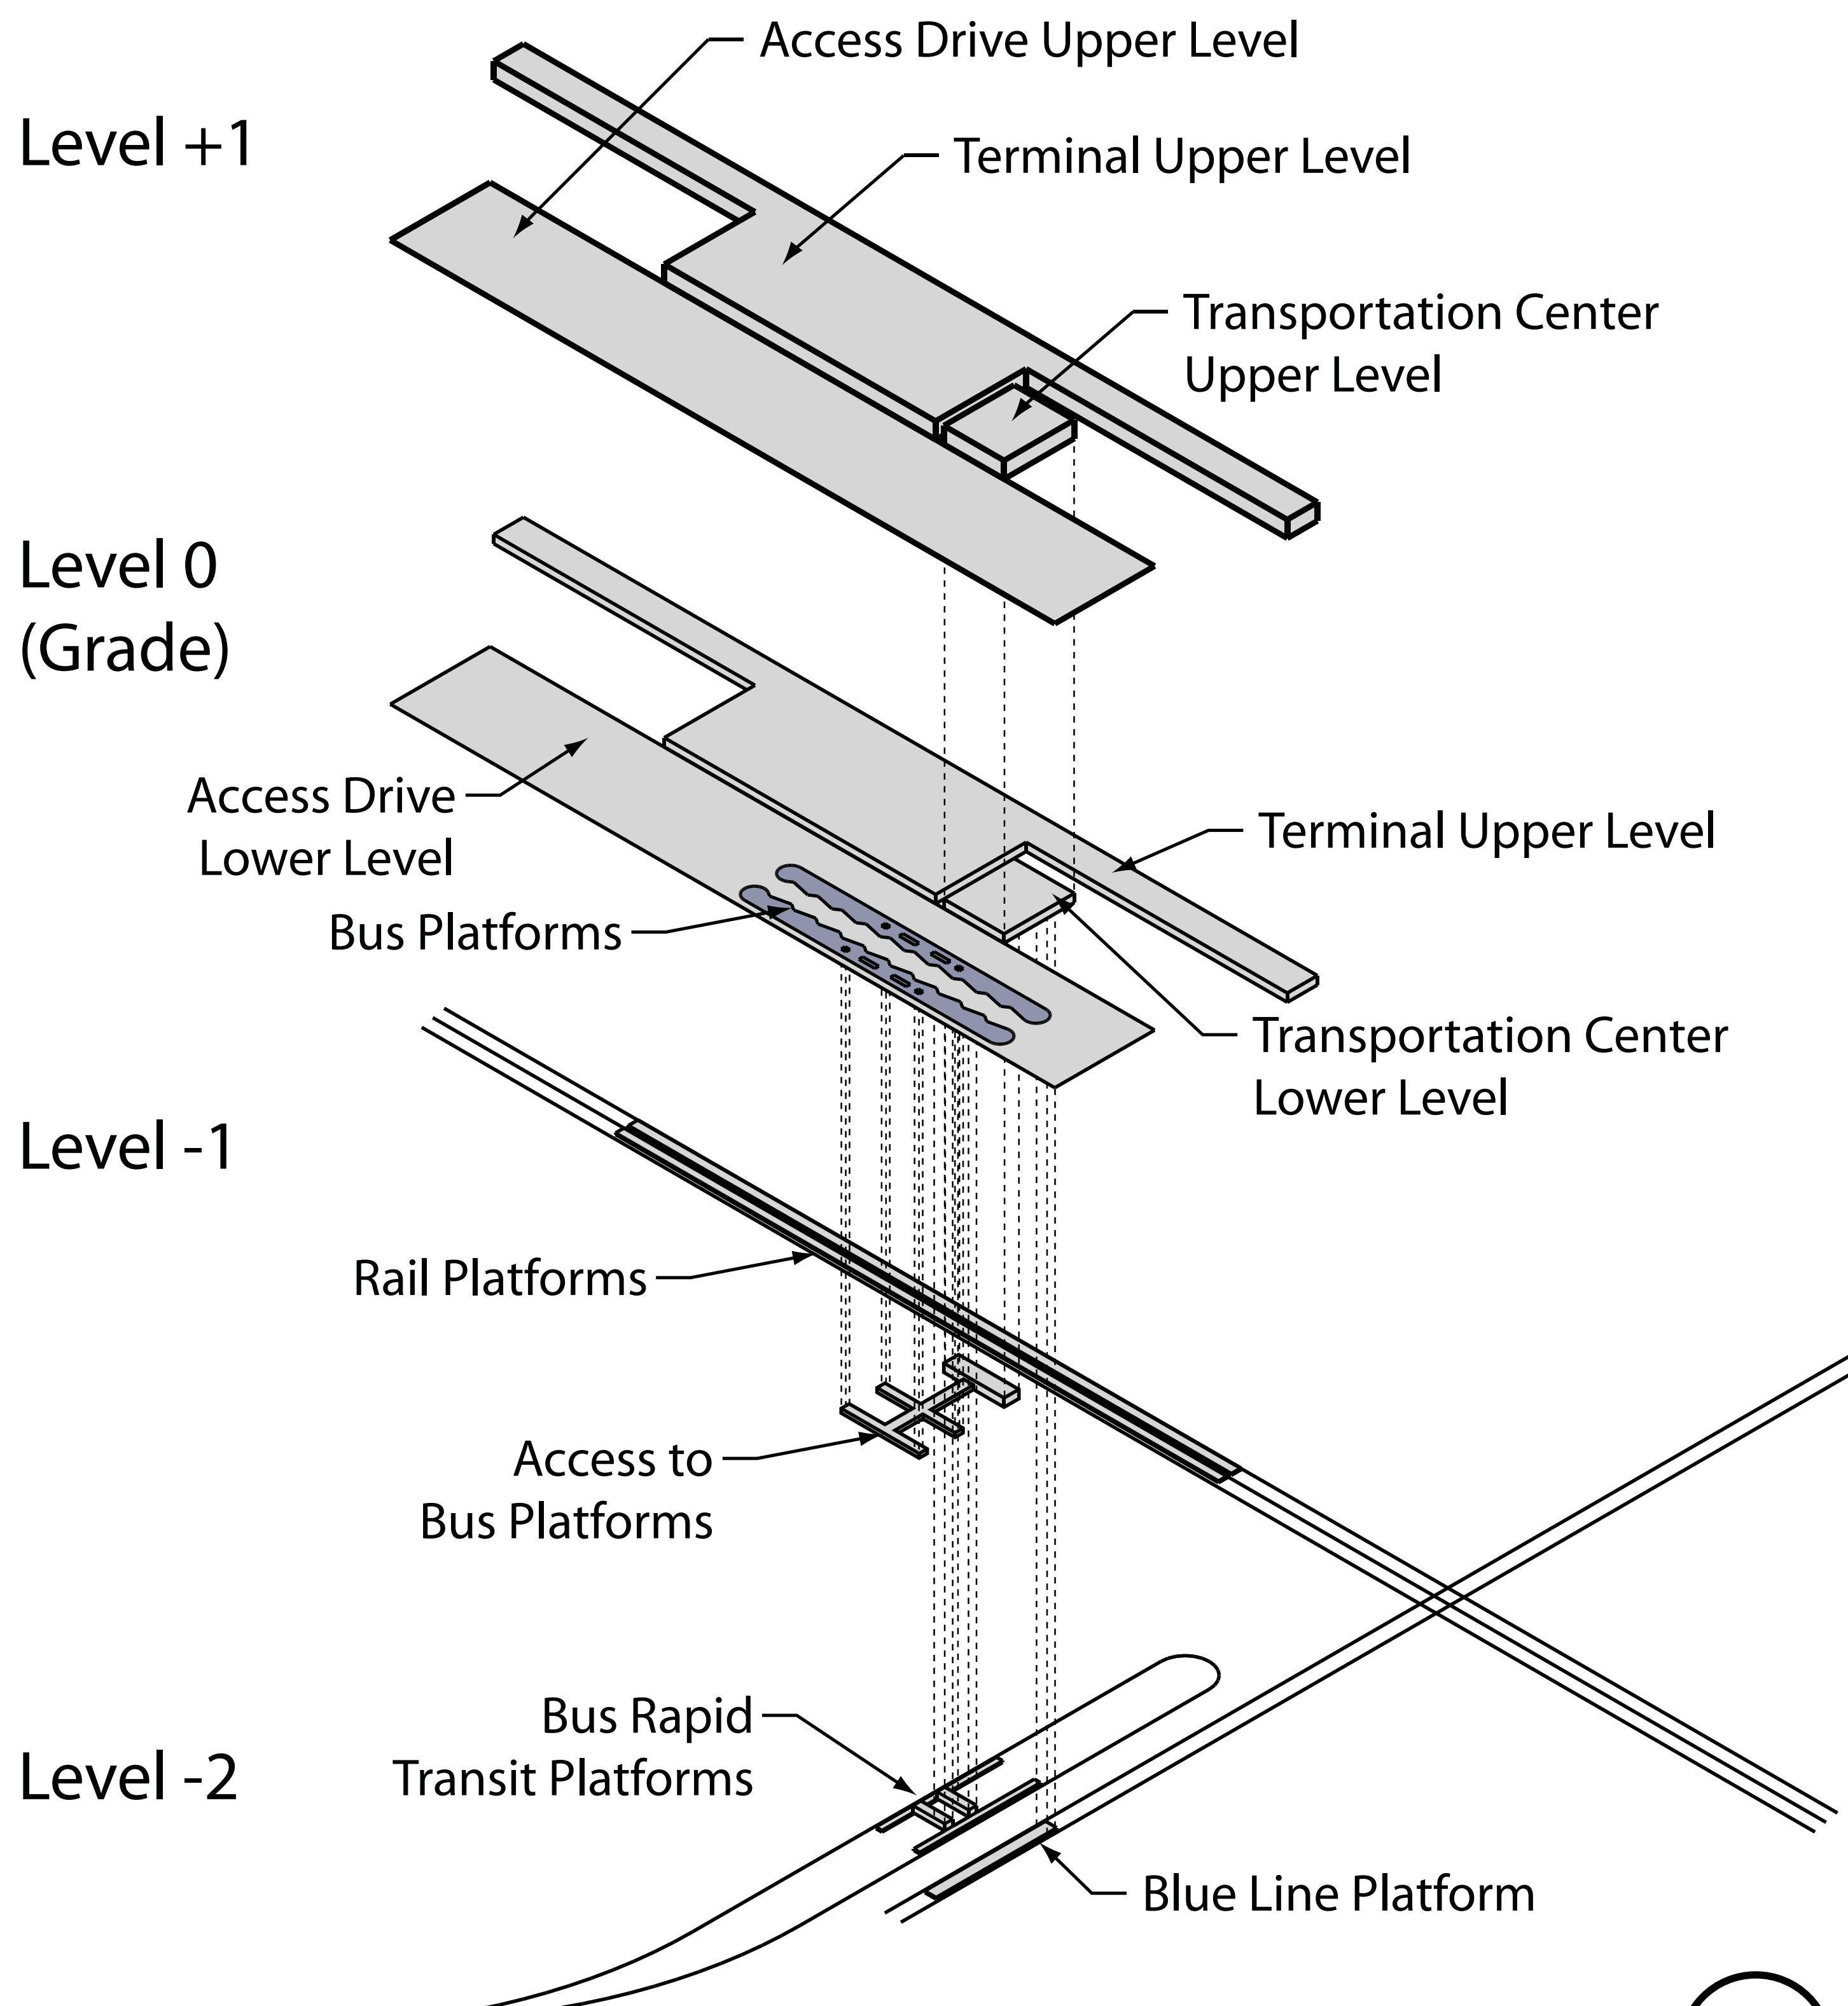 Access Drive Upper Level
Level +1
Terminal Upper Level
Transportation Center
Upper Level
Level 0
(Grade)
Access Drive
Lower Level
Terminal Upper Level
Bus Platforms
Transportation Center
Lower Level
Level -1
Rail Platforms
Access to
Bus Platforms
Bus Rapid
Transit Platforms
Level -2
Blue Line Platform